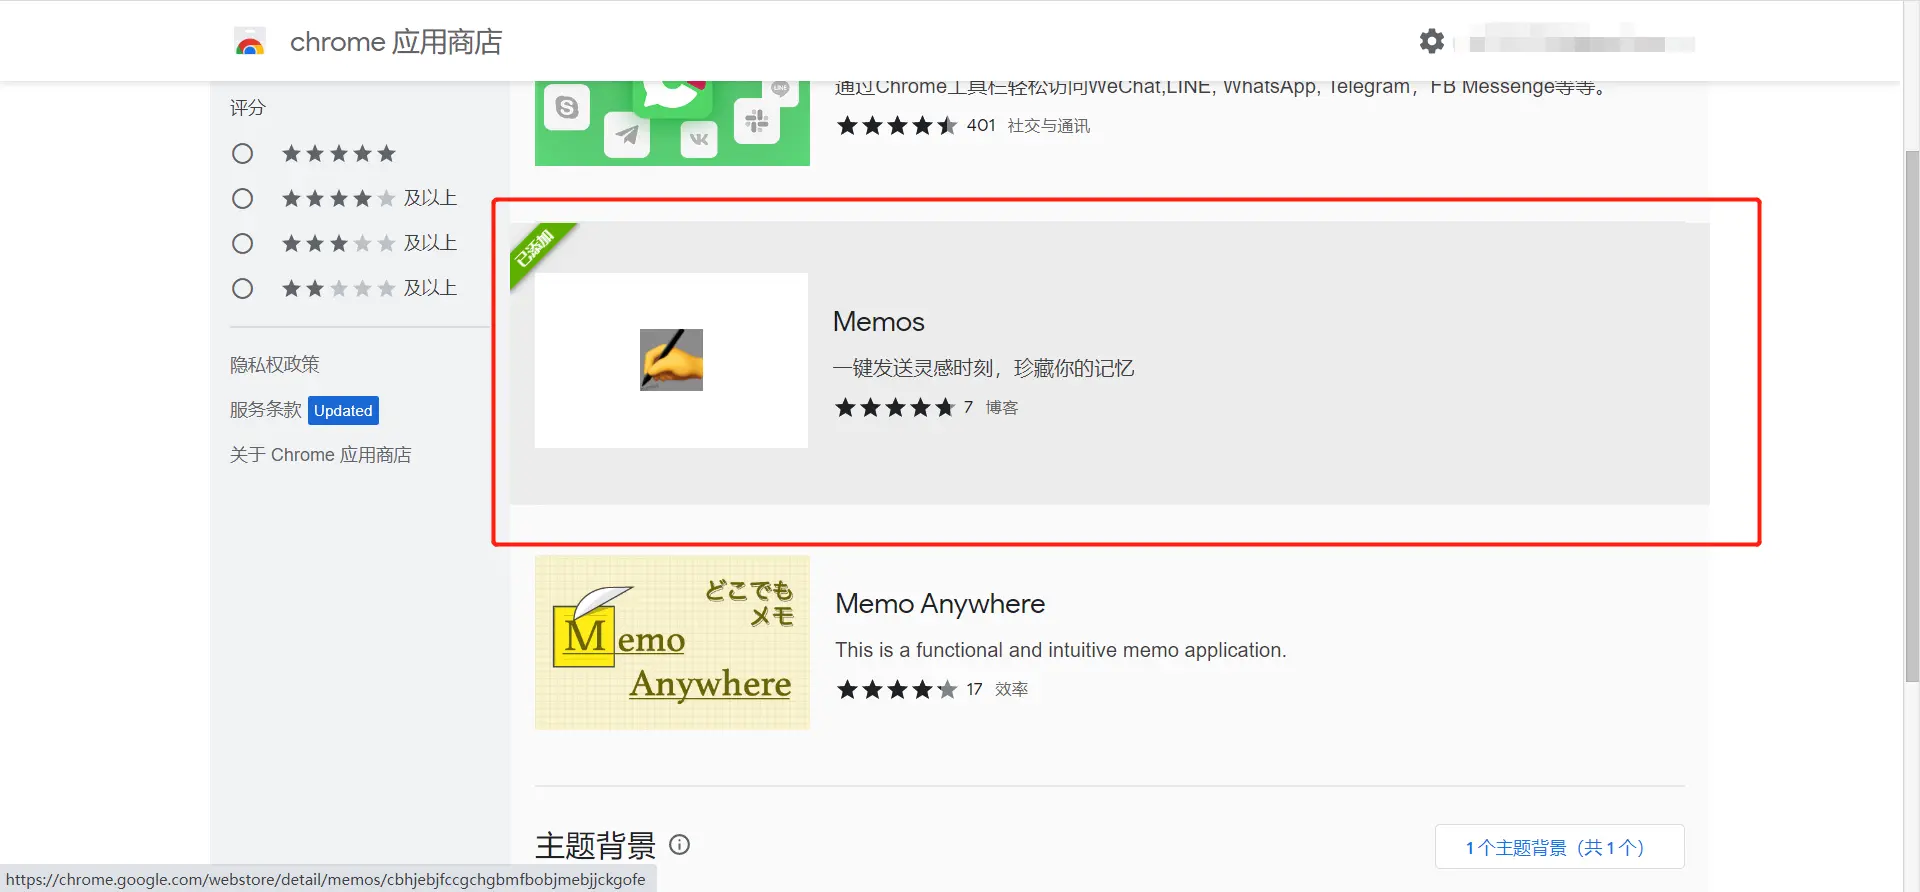 chrome 应用商店
评分
及以上
及以上
及以上
隐私权政策
服务条款 Updated
关于 Chrome 应用商店
通过Chrome工具栏轻松访问WeChat,LINE, WhatsApp, Telegram，FB Messenge等等。
401 社交与通讯
LINE
VK
已添加
Memos
一键发送灵感时刻，珍藏你的记忆
7 博客
どこでも
メモ
Memo
Anywhere
Memo Anywhere
This is a functional and intuitive memo application.
17 效率
主题背景
1 个主题背景（共 1 个）
https://chrome.google.com/webstore/detail/memos/cbhjebjfccgchgbmfbobjmebjjckgofe